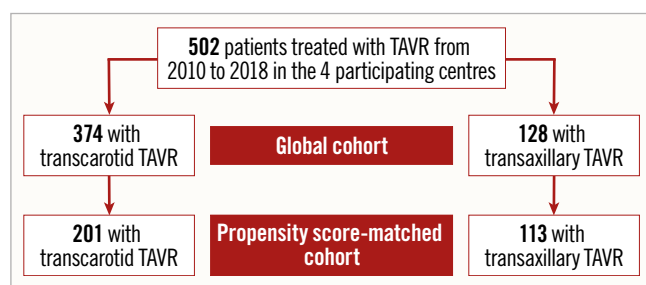 502 patients treated with TAVR from
2010 to 2018 in the 4 participating centres
374 with
transcarotid TAVR
Global cohort
128 with
transaxillary TAVR
201 with
transcarotid TAVR
Propensity score-matched
cohort
113 with
transaxillary TAVR